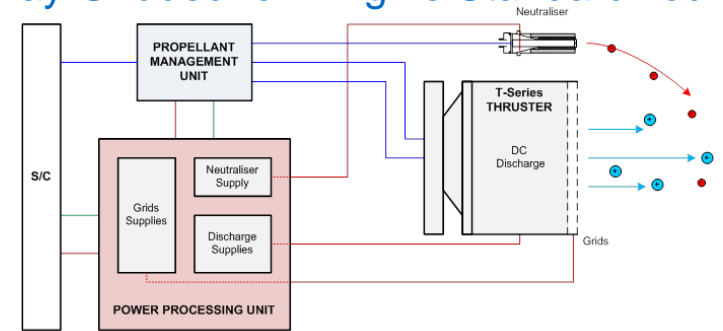 Neutraliser
PROPELLANT
MANAGEMENT
UNIT
T-Series
THRUSTER
DC
Discharge
S/C
Neutraliser
Supply
Grids
Supplies
Discharge
Supplies
Grids
POWER PROCESSING UNIT
+
+
+
+